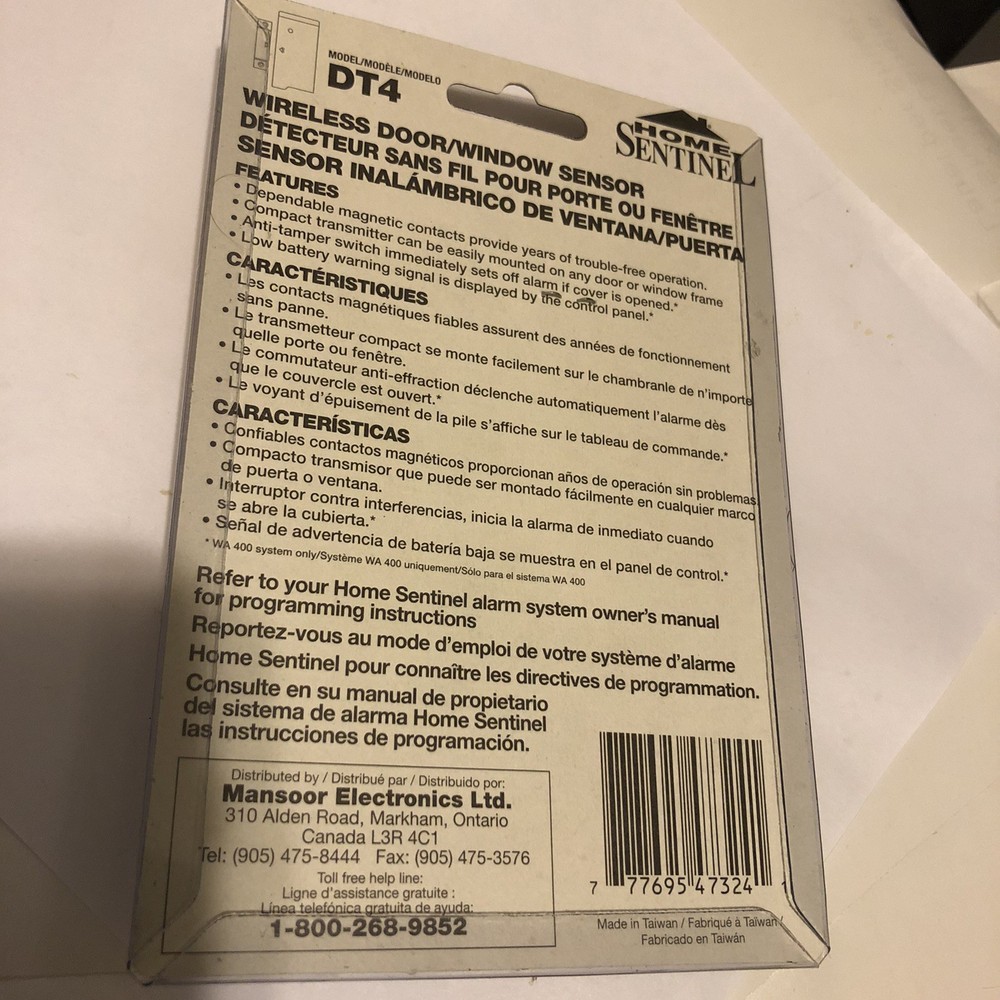 MODEL/MODÈLE/MODELO
DT4
HOME
SENTINEL
WIRELESS DOOR/WINDOW SENSOR
DÉTECTEUR SANS FIL POUR PORTE OU FENÊTRE
SENSOR INALÁMBRICO DE VENTANA/PUERTA
FEATURES
• Dependable magnetic contacts provide years of trouble-free operation.
• Compact transmitter can be easily mounted on any door or window frame
• Anti-tamper switch immediately sets off alarm if cover is opened.*
• Low battery warning signal is displayed by the control panel.*
CARACTÉRISTIQUES
• Les contacts magnétiques fiables assurent des années de fonctionnement
sans panne.
• Le transmetteur compact se monte facilement sur le chambranle de n'importe
quelle porte ou fenêtre.
• Le commutateur anti-effraction déclenche automatiquement l'alarme dès
que le couvercle est ouvert.*
• Le voyant d'épuisement de la pile s'affiche sur le tableau de commande.*
CARACTERÍSTICAS
• Confiables contactos magnéticos proporcionan años de operación sin problemas
• Compacto transmisor que puede ser montado fácilmente en cualquier marco
de puerta o ventana.
• Interruptor contra interferencias, inicia la alarma de inmediato cuando
se abre la cubierta.*
• Señal de advertencia de batería baja se muestra en el panel de control.*
* WA 400 system only/Système WA 400 uniquement/Sólo para el sistema WA 400
Refer to your Home Sentinel alarm system owner's manual
for programming instructions
Reportez-vous au mode d'emploi de votre système d'alarme
Home Sentinel pour connaître les directives de programmation.
Consulte en su manual de propietario
del sistema de alarma Home Sentinel
las instrucciones de programación.
Distributed by / Distribué par / Distribuido por:
Mansoor Electronics Ltd.
310 Alden Road, Markham, Ontario
Canada L3R 4C1
Tel: (905) 475-8444 Fax: (905) 475-3576
Toll free help line:
Ligne d'assistance gratuite :
Línea telefónica gratuita de ayuda:
1-800-268-9852
7 77695 47324 1
Made in Taiwan / Fabriqué à Taïwan /
Fabricado en Taiwán